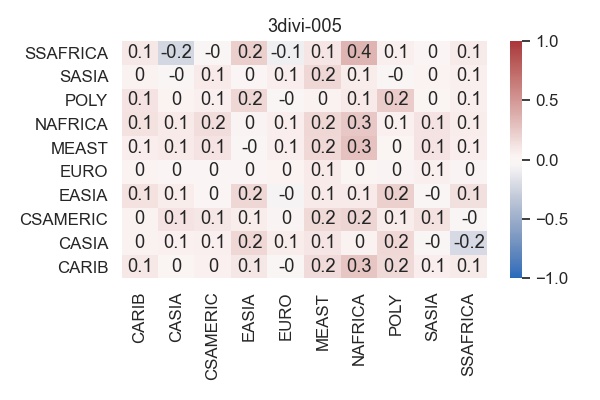 3divi-005
SSAFRICA 0.1 -0.2 -0 0.2 -0.1 0.1 0.4 0.1 0 0.1
SASIA 0 -0 0.1 0 0.1 0.2 0.1 -0 0 0.1
POLY 0.1 0 0.1 0.2 -0 0 0.1 0.2 0 0.1
NAFRICA 0.1 0.1 0.2 0 0.1 0.2 0.3 0.1 0.1 0.1
MEAST 0.1 0.1 0.1 -0 0.1 0.2 0.3 0 0.1 0.1
EURO 0 0 0 0 0 0.1 0 0 0.1 0
EASIA 0.1 0.1 0 0.2 -0 0.1 0.1 0.2 -0 0.1
CSAMERIC 0 0.1 0.1 0.1 0 0.2 0.2 0.1 0.1 -0
CASIA 0 0.1 0.1 0.2 0.1 0.1 0 0.2 -0 -0.2
CARIB 0.1 0 0 0.1 -0 0.2 0.3 0.2 0.1 0.1
CARIB CASIA CSAMERIC EASIA EURO MEAST NAFRICA POLY SASIA SSAFRICA
1.0
0.5
0.0
−0.5
−1.0